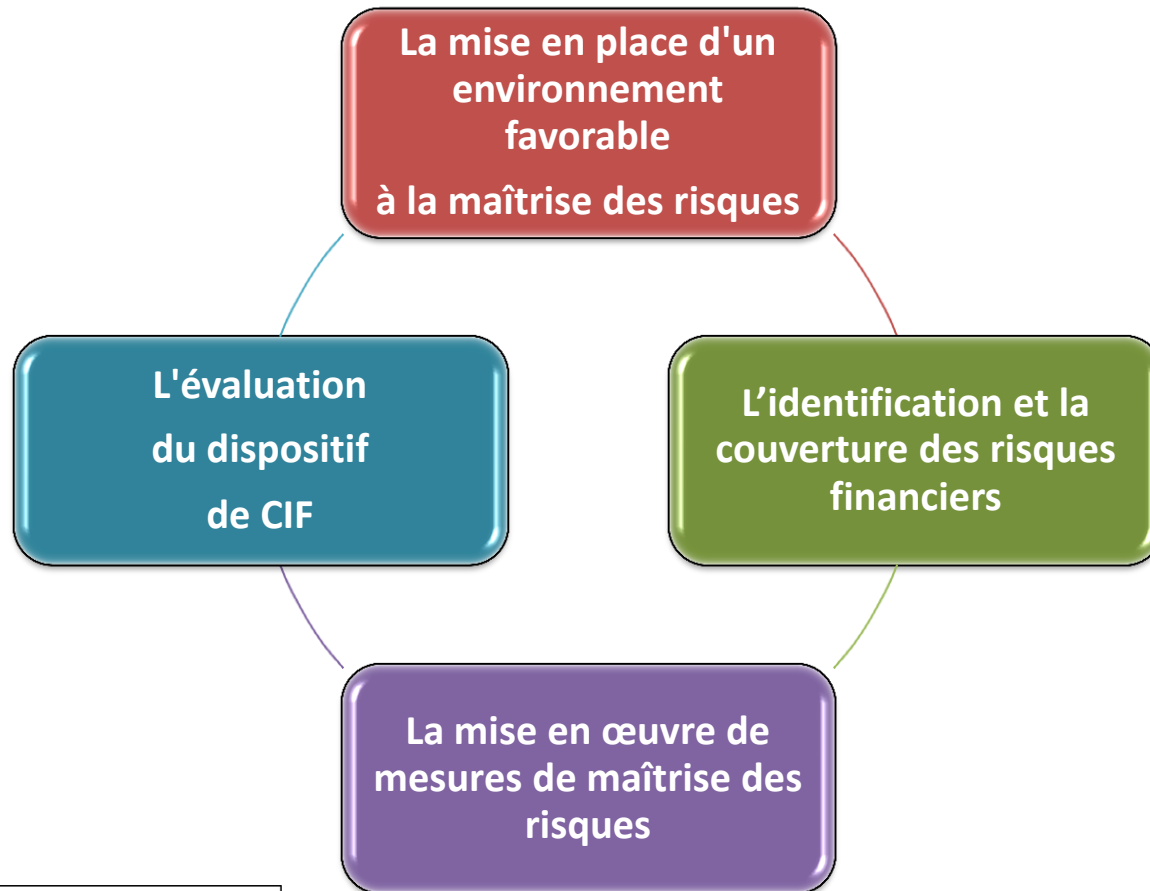 La mise en place d'un
environnement
favorable
à la maîtrise des risques
L'évaluation
du dispositif
de CIF
L’identification et la
couverture des risques
financiers
La mise en œuvre de
mesures de maîtrise des
risques